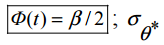 Φ(t) = β/2 ; σ_θ*